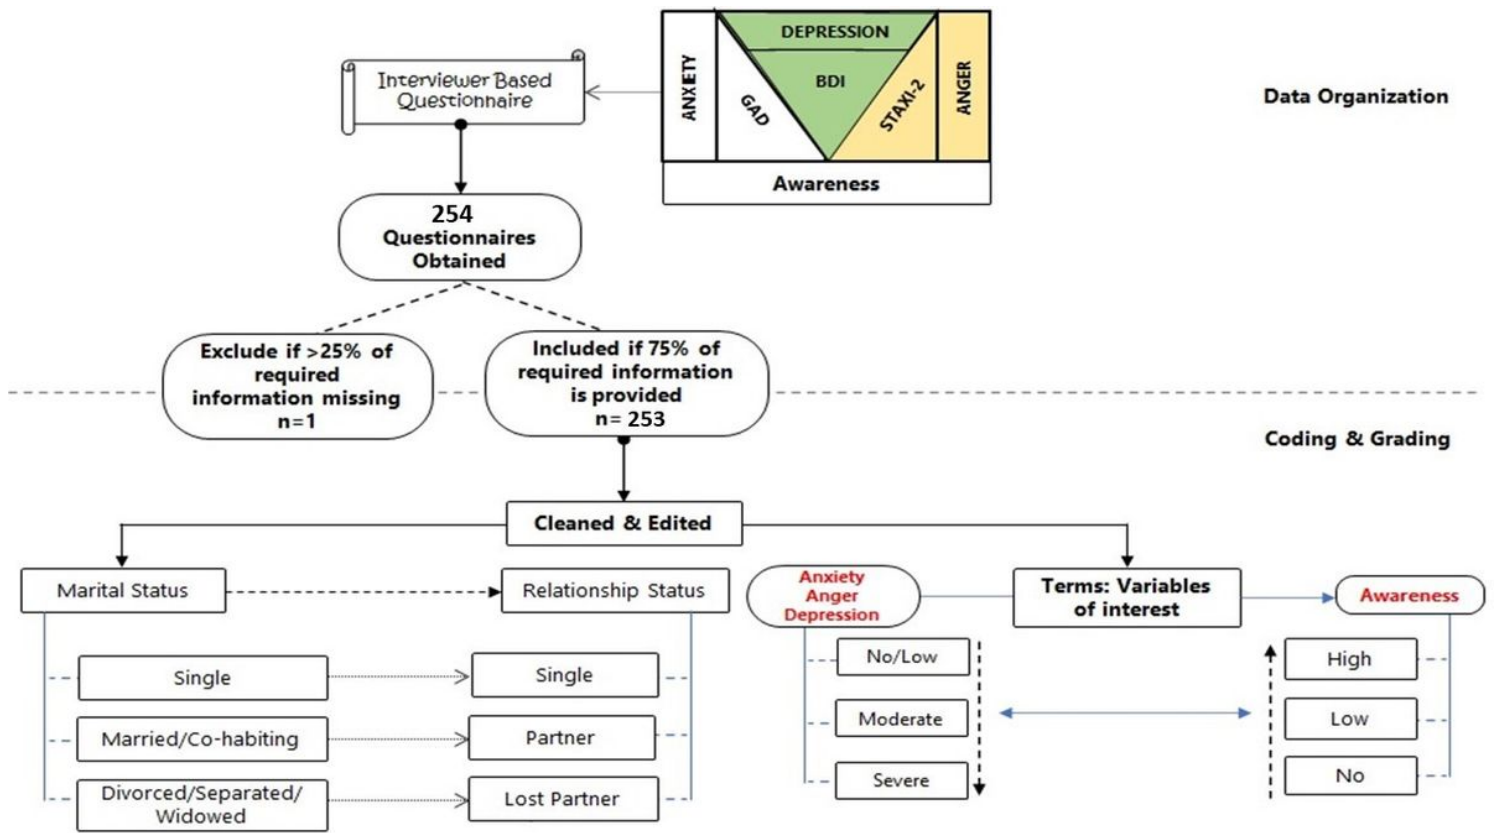 DEPRESSION
BDI
ANXIETY
GAD
STAXI-2
ANGER
Awareness
Interviewer Based
Questionnaire
Data Organization
254
Questionnaires
Obtained
Exclude if >25% of
required
information missing
n=1
Included if 75% of
required information
is provided
n= 253
Coding & Grading
Cleaned & Edited
Marital Status
Relationship Status
Anxiety
Anger
Depression
Terms: Variables
of interest
Awareness
Single
Single
No/Low
High
Married/Co-habiting
Partner
Moderate
Low
Divorced/Separated/
Widowed
Lost Partner
Severe
No